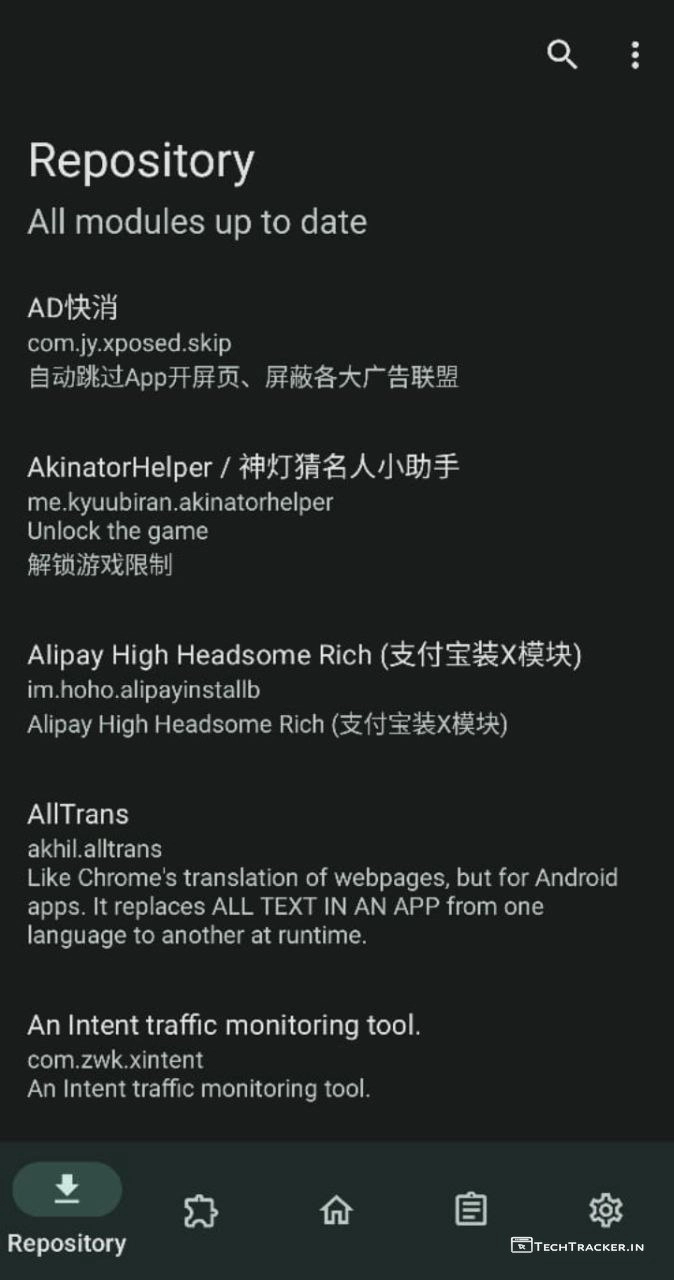 Repository
All modules up to date
AD快消
com.jy.xposed.skip
自动跳过App开屏页、屏蔽各大广告联盟
AkinatorHelper / 神灯猜名人小助手
me.kyuubiran.akinatorhelper
Unlock the game
解锁游戏限制
Alipay High Headsome Rich (支付宝装X模块)
im.hoho.alipayinstallb
Alipay High Headsome Rich (支付宝装X模块)
AllTrans
akhil.alltrans
Like Chrome's translation of webpages, but for Android
apps. It replaces ALL TEXT IN AN APP from one
language to another at runtime.
An Intent traffic monitoring tool.
com.zwk.xintent
An Intent traffic monitoring tool.
Repository
TechTracker.in